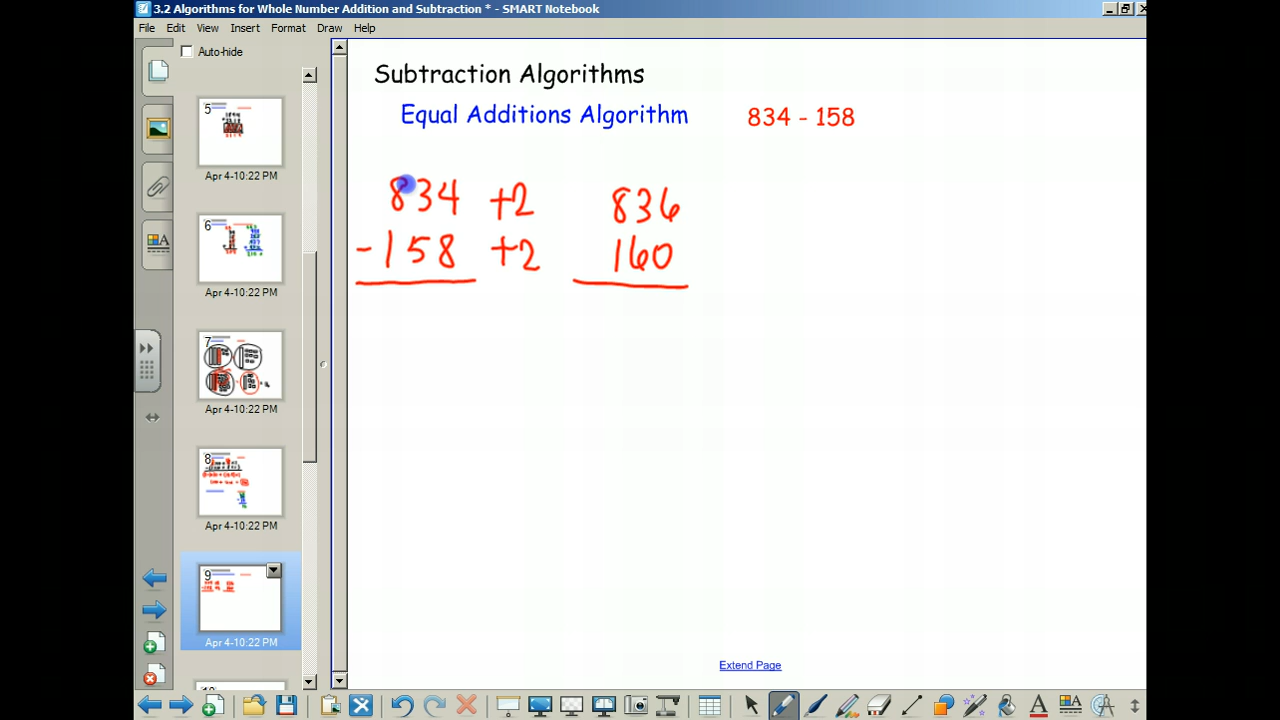 3.2 Algorithms for Whole Number Addition and Subtraction * - SMART Notebook
File Edit View Insert Format Draw Help
Auto-hide
Subtraction Algorithms
Equal Additions Algorithm 834 - 158
834 +2 836
-158 +2 160
5
Apr 4-10:22 PM
6
Apr 4-10:22 PM
7
Apr 4-10:22 PM
8
Apr 4-10:22 PM
9
Apr 4-10:22 PM
Extend Page